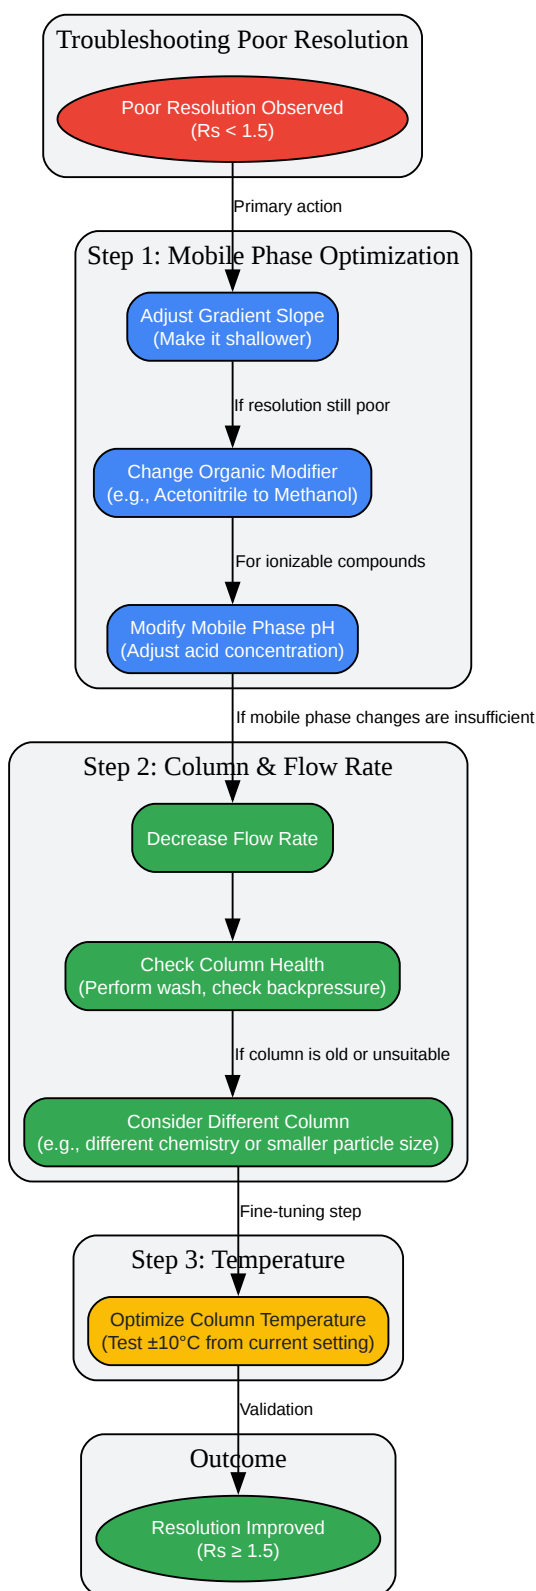 Troubleshooting Poor Resolution
Poor Resolution Observed
(Rs < 1.5)
Primary action
Step 1: Mobile Phase Optimization
Adjust Gradient Slope
(Make it shallower)
If resolution still poor
Change Organic Modifier
(e.g., Acetonitrile to Methanol)
For ionizable compounds
Modify Mobile Phase pH
(Adjust acid concentration)
If mobile phase changes are insufficient
Step 2: Column & Flow Rate
Decrease Flow Rate
Check Column Health
(Perform wash, check backpressure)
If column is old or unsuitable
Consider Different Column
(e.g., different chemistry or smaller particle size)
Fine-tuning step
Step 3: Temperature
Optimize Column Temperature
(Test ±10°C from current setting)
Validation
Outcome
Resolution Improved
(Rs ≥ 1.5)